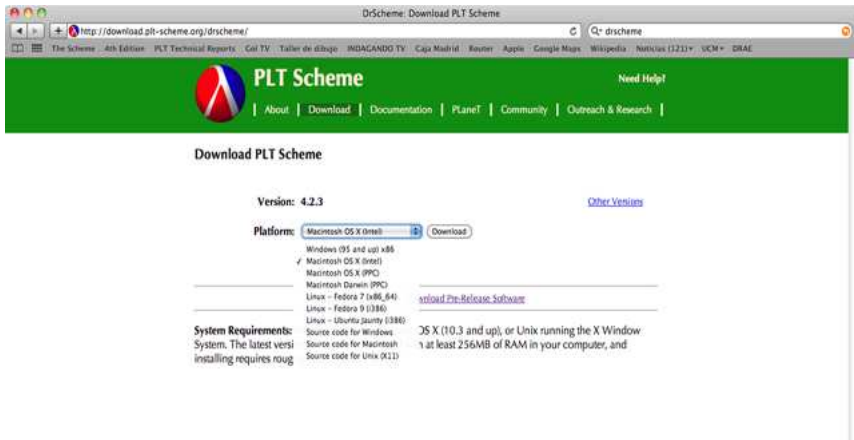 DrScheme: Download PLT Scheme
http://download.plt-scheme.org/drscheme/
drscheme
The Scheme ...4th Edition PLT Technical Reports Gol TV Taller de dibujo INDAGANDO TV Caja Madrid Router Apple Google Maps Wikipedia Noticias (121) UCM DRAE
PLT Scheme
Need Help?
About | Download | Documentation | PLaneT | Community | Outreach & Research |
Download PLT Scheme
Version: 4.2.3
Other Versions
Platform: Macintosh OS X (Intel) Download
Windows (95 and up) x86
✓ Macintosh OS X (Intel)
Macintosh OS X (PPC)
Macintosh Darwin (PPC)
Linux - Fedora 7 (x86_64)
wnload Pre-Release Software
Linux - Fedora 9 (i386)
Linux - Ubuntu Jaunty (i386)
System Requirements: Source code for Windows OS X (10.3 and up), or Unix running the X Window
System. The latest versi Source code for Macintosh n at least 256MB of RAM in your computer, and
installing requires roug Source code for Unix (X11)